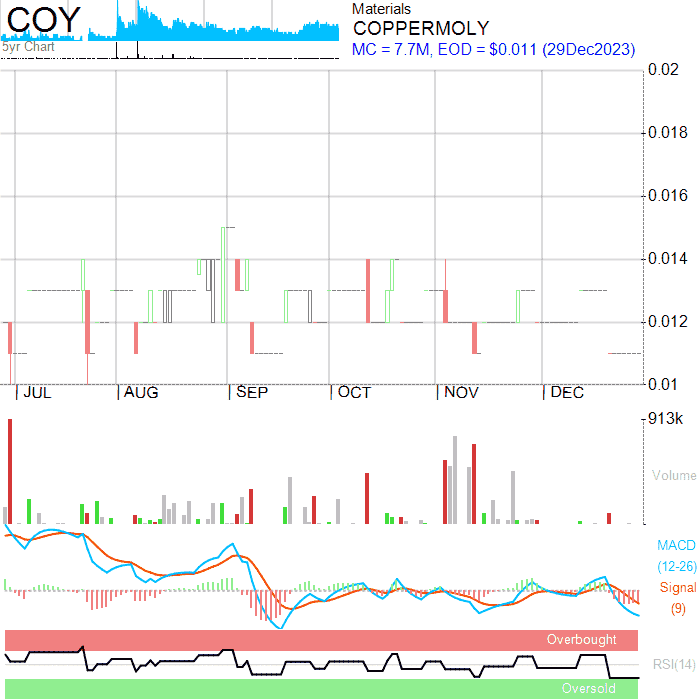 COY
5yr Chart
Materials
COPPERMOLY
MC = 7.7M, EOD = $0.011 (29Dec2023)
0.02
0.018
0.016
0.014
0.012
0.01
JUL AUG SEP OCT NOV DEC
913k
Volume
MACD
(12-26)
Signal
(9)
Overbought
RSI(14)
Oversold